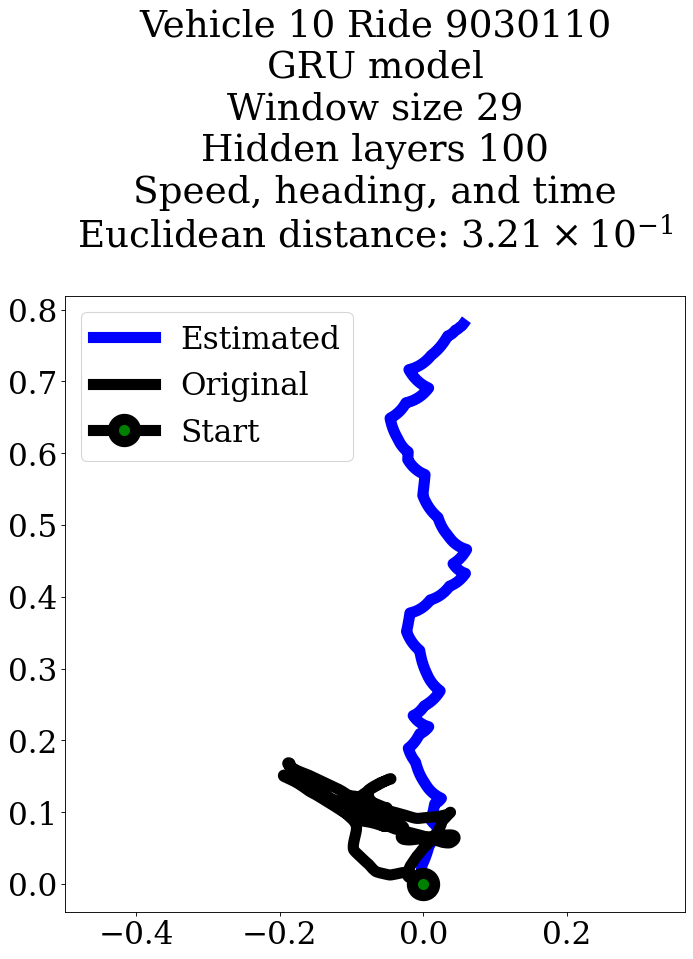 Vehicle 10 Ride 9030110
GRU model
Window size 29
Hidden layers 100
Speed, heading, and time
Euclidean distance: 3.21 × 10⁻¹
Estimated
Original
Start
0.8
0.7
0.6
0.5
0.4
0.3
0.2
0.1
0.0
−0.4 −0.2 0.0 0.2